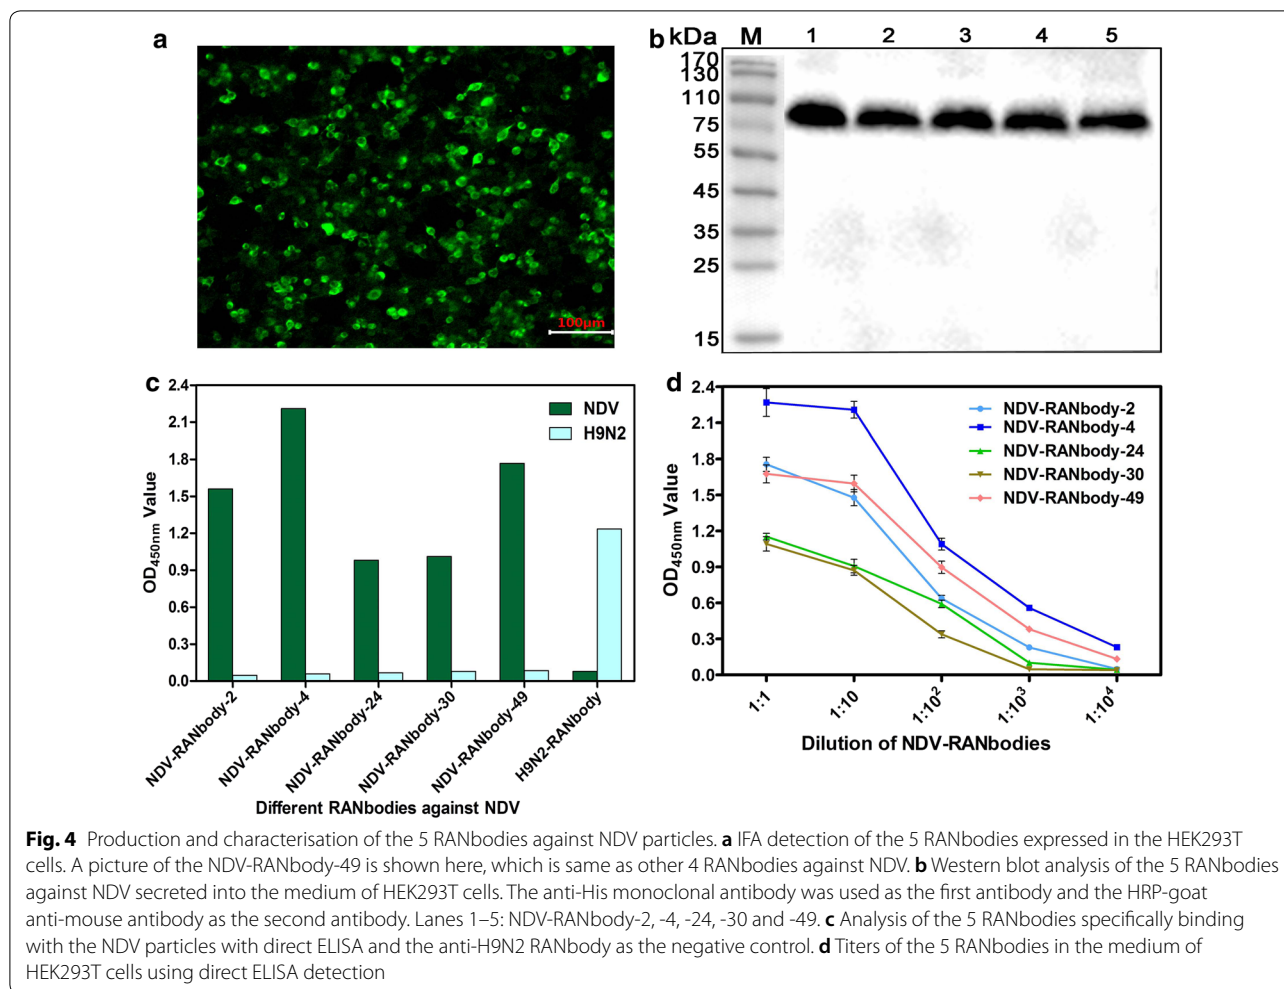 a
100μm
b
kDa M 1 2 3 4 5
170
130
110
75
55
45
35
25
15
c
2.4
2.1
1.8
1.5
1.2
0.9
0.6
0.3
0.0
OD450nm Value
NDV
H9N2
NDV-RANbody-2
NDV-RANbody-4
NDV-RANbody-24
NDV-RANbody-30
NDV-RANbody-49
H9N2-RANbody
Different RANbodies against NDV
d
2.4
2.1
1.8
1.5
1.2
0.9
0.6
0.3
0.0
OD450nm Value
NDV-RANbody-2
NDV-RANbody-4
NDV-RANbody-24
NDV-RANbody-30
NDV-RANbody-49
1:1
1:10
1:10²
1:10³
1:10⁴
Dilution of NDV-RANbodies
Fig. 4 Production and characterisation of the 5 RANbodies against NDV particles. a IFA detection of the 5 RANbodies expressed in the HEK293T
cells. A picture of the NDV-RANbody-49 is shown here, which is same as other 4 RANbodies against NDV. b Western blot analysis of the 5 RANbodies
against NDV secreted into the medium of HEK293T cells. The anti-His monoclonal antibody was used as the first antibody and the HRP-goat
anti-mouse antibody as the second antibody. Lanes 1–5: NDV-RANbody-2, -4, -24, -30 and -49. c Analysis of the 5 RANbodies specifically binding
with the NDV particles with direct ELISA and the anti-H9N2 RANbody as the negative control. d Titers of the 5 RANbodies in the medium of
HEK293T cells using direct ELISA detection